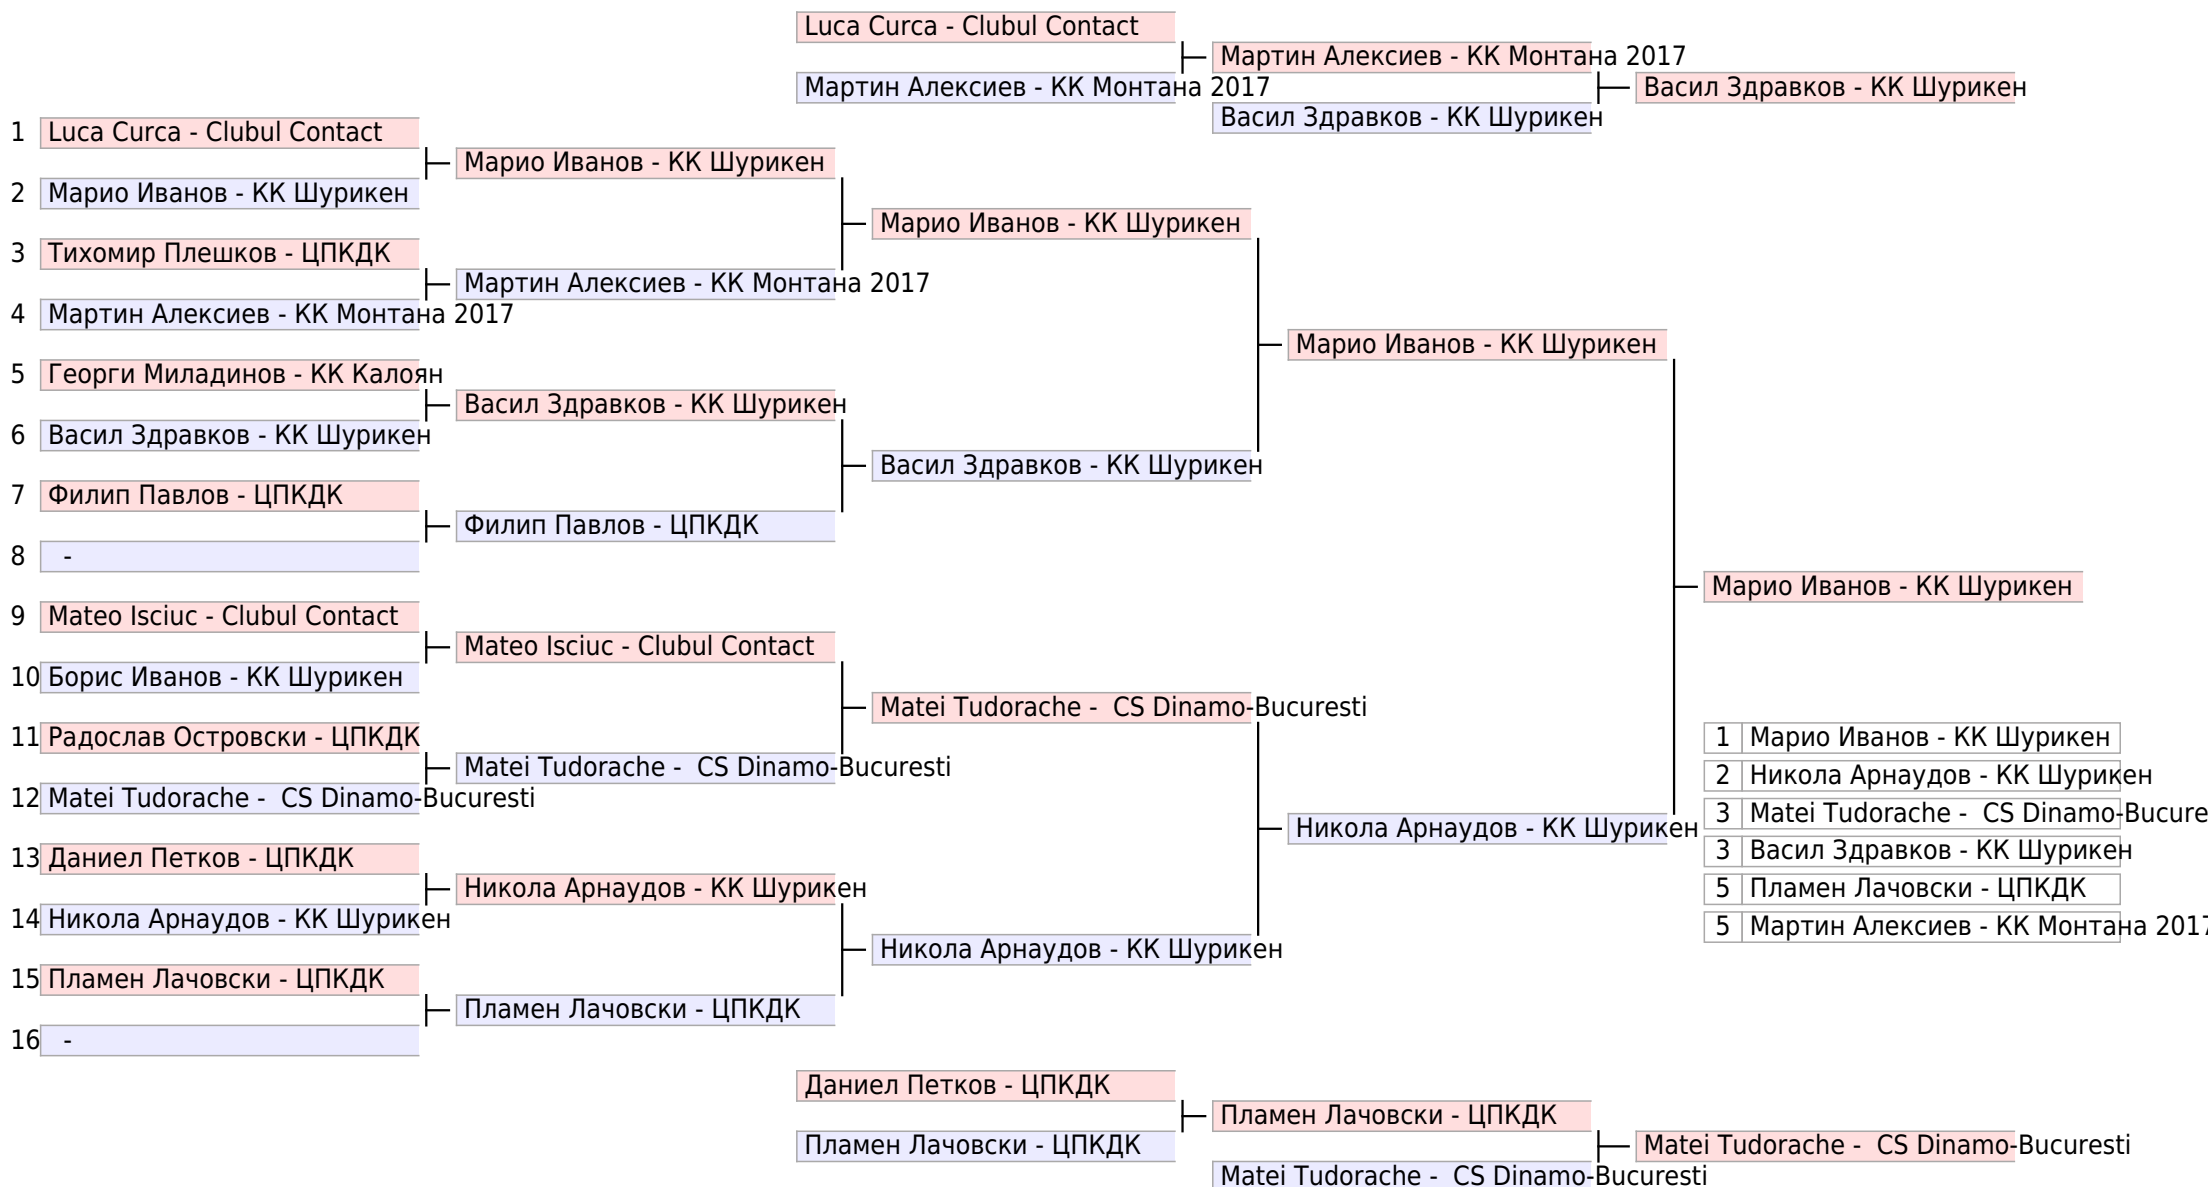 Luca Curca - Clubul Contact
Мартин Алексиев - КК Монтана 2017
Мартин Алексиев - КК Монтана 2017
Васил Здравков - КК Шурикен
Васил Здравков - КК Шурикен
1 Luca Curca - Clubul Contact
2 Марио Иванов - КК Шурикен
3 Тихомир Плешков - ЦПКДК
4 Мартин Алексиев - КК Монтана 2017
5 Георги Миладинов - КК Калоян
6 Васил Здравков - КК Шурикен
7 Филип Павлов - ЦПКДК
8 -
9 Mateo Isciuc - Clubul Contact
10 Борис Иванов - КК Шурикен
11 Радослав Островски - ЦПКДК
12 Matei Tudorache - CS Dinamo-Bucuresti
13 Даниел Петков - ЦПКДК
14 Никола Арнаудов - КК Шурикен
15 Пламен Лачовски - ЦПКДК
16 -
Марио Иванов - КК Шурикен
Мартин Алексиев - КК Монтана 2017
Васил Здравков - КК Шурикен
Филип Павлов - ЦПКДК
Mateo Isciuc - Clubul Contact
Matei Tudorache - CS Dinamo-Bucuresti
Никола Арнаудов - КК Шурикен
Пламен Лачовски - ЦПКДК
Марио Иванов - КК Шурикен
Васил Здравков - КК Шурикен
Matei Tudorache - CS Dinamo-Bucuresti
Никола Арнаудов - КК Шурикен
Марио Иванов - КК Шурикен
Никола Арнаудов - КК Шурикен
Марио Иванов - КК Шурикен
1 Марио Иванов - КК Шурикен
2 Никола Арнаудов - КК Шурикен
3 Matei Tudorache - CS Dinamo-Bucure
3 Васил Здравков - КК Шурикен
5 Пламен Лачовски - ЦПКДК
5 Мартин Алексиев - КК Монтана 2017
Даниел Петков - ЦПКДК
Пламен Лачовски - ЦПКДК
Пламен Лачовски - ЦПКДК
Matei Tudorache - CS Dinamo-Bucuresti
Matei Tudorache - CS Dinamo-Bucuresti